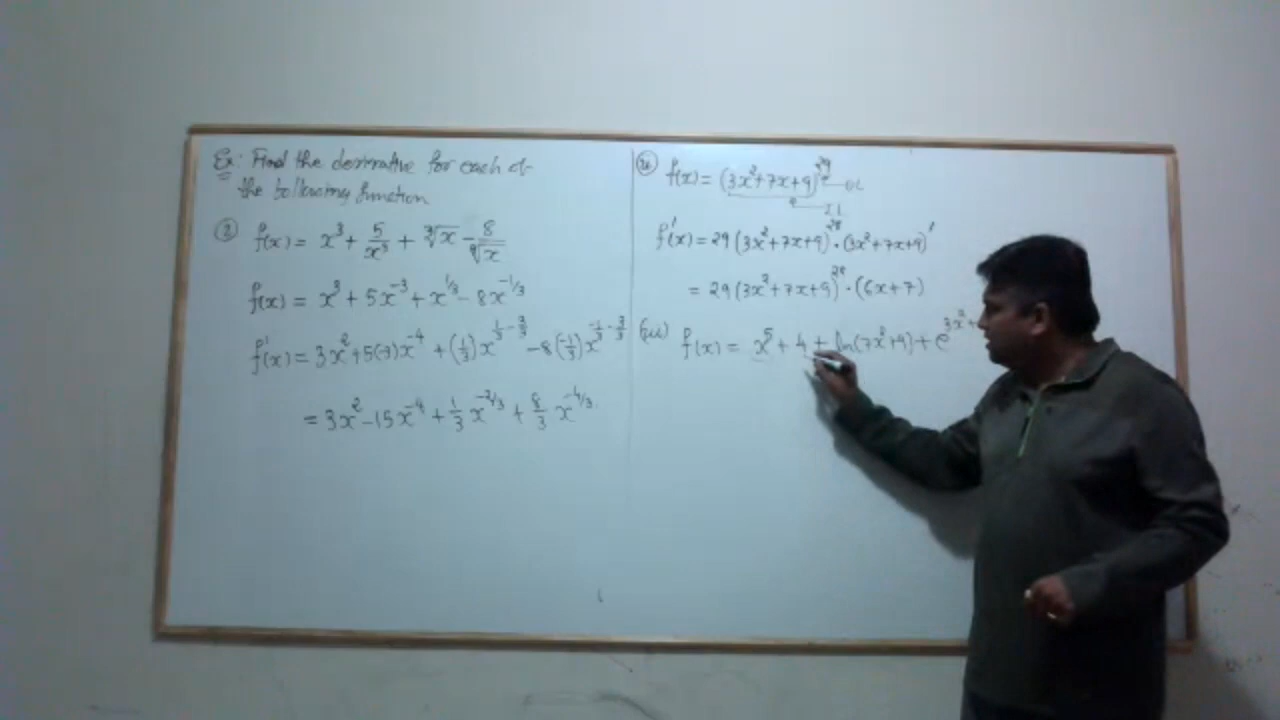 Ex: Find the derivative for each of
the following function
(i) f(x) = x³ + 5/x³ + ∛x − 8/∛x
f(x) = x³ + 5x⁻³ + x^(1/3) − 8x^(−1/3)
f'(x) = 3x² + 5(−3)x⁻⁴ + (1/3)x^(1/3 − 3/3) − 8(−1/3)x^(−1/3 − 3/3)
= 3x² − 15x⁻⁴ + 1/3 x^(−2/3) + 8/3 x^(−4/3)
(ii) f(x) = (3x²+7x+9)²⁹
f'(x) = 29(3x²+7x+9)²⁸ · (3x²+7x+9)'
= 29(3x²+7x+9)²⁸ · (6x+7)
(iii) f(x) = x⁵ + 4 + ln(7x²+9) + e^(3x²+